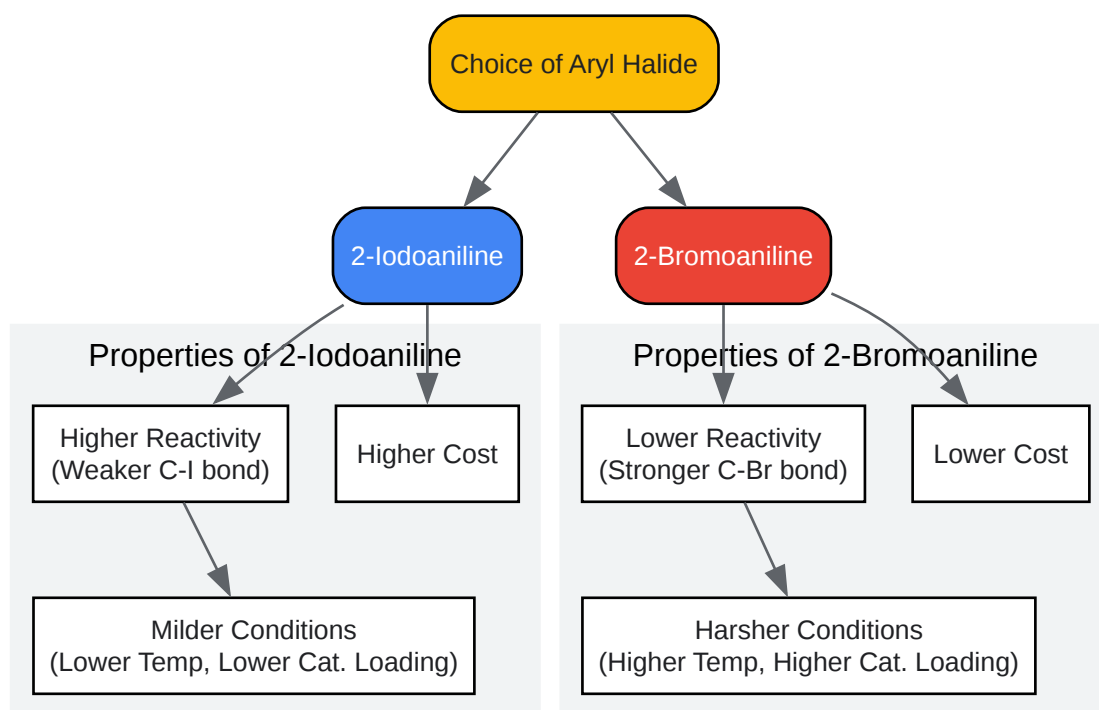 Choice of Aryl Halide
2-Iodoaniline
2-Bromoaniline
Properties of 2-Iodoaniline
Higher Reactivity
(Weaker C-I bond)
Higher Cost
Milder Conditions
(Lower Temp, Lower Cat. Loading)
Properties of 2-Bromoaniline
Lower Reactivity
(Stronger C-Br bond)
Lower Cost
Harsher Conditions
(Higher Temp, Higher Cat. Loading)